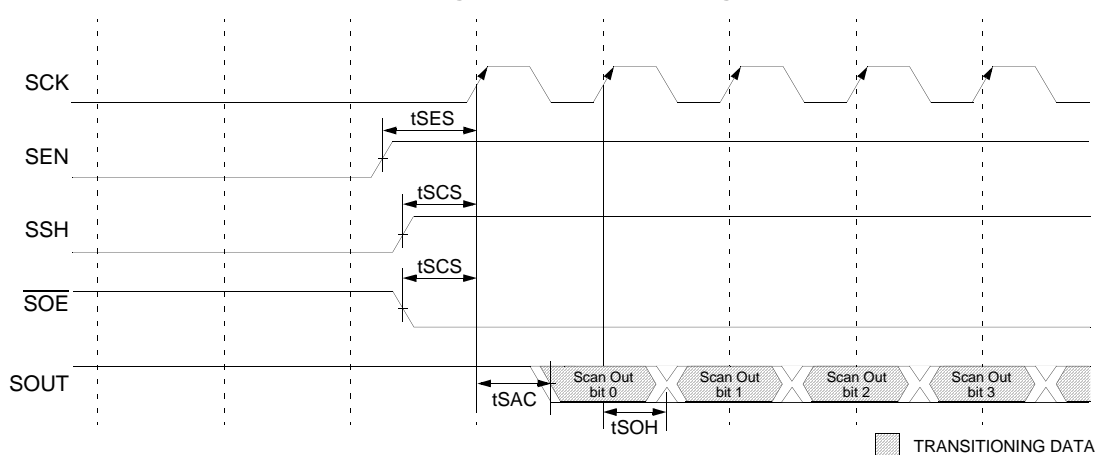 SCK
tSES
SEN
tSCS
SSH
tSCS
SOE
SOUT
Scan Out
bit 0
Scan Out
bit 1
Scan Out
bit 2
Scan Out
bit 3
tSAC
tSOH
TRANSITIONING DATA